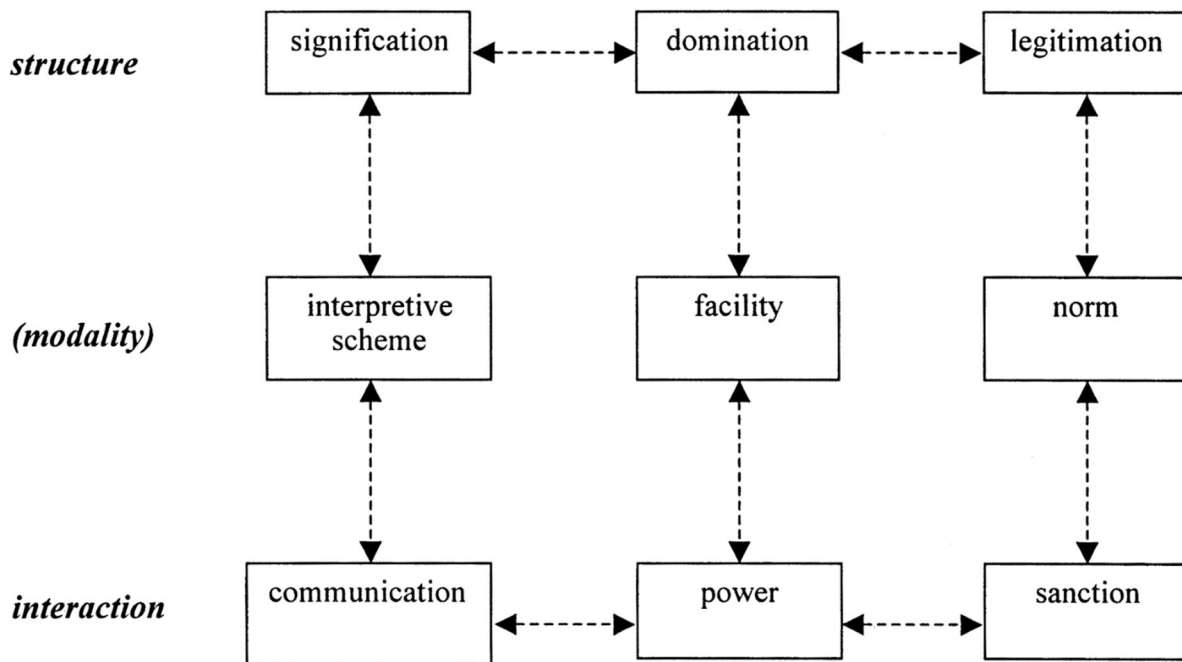 structure
signification
domination
legitimation
(modality)
interpretive
scheme
facility
norm
interaction
communication
power
sanction